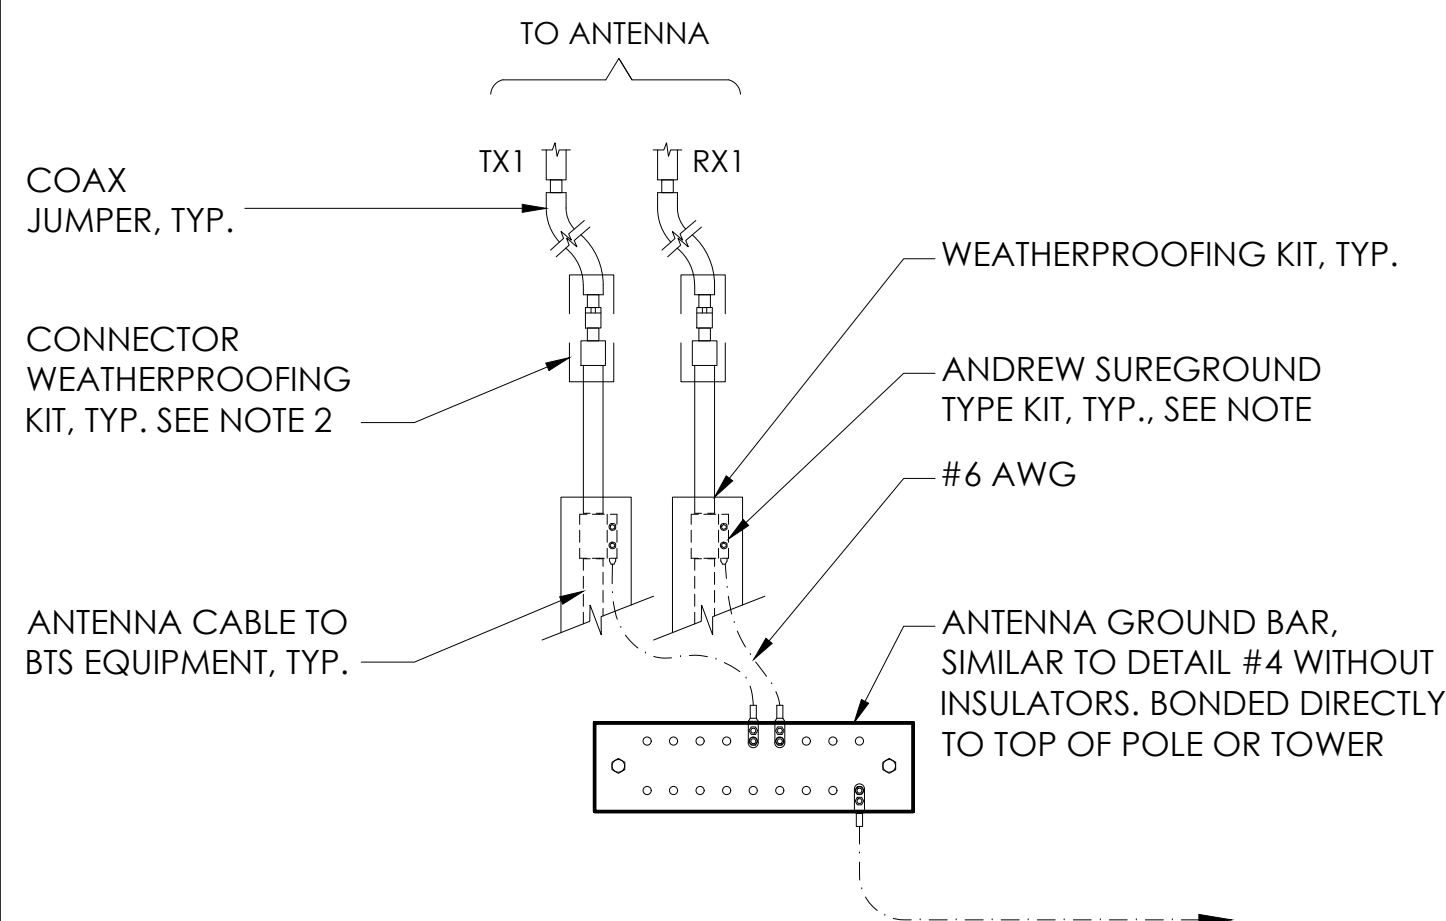 TO ANTENNA
TX1
RX1
COAX
JUMPER, TYP.
WEATHERPROOFING KIT, TYP.
CONNECTOR
WEATHERPROOFING
KIT, TYP. SEE NOTE 2
ANDREW SUREGROUND
TYPE KIT, TYP., SEE NOTE
#6 AWG
ANTENNA CABLE TO
BTS EQUIPMENT, TYP.
ANTENNA GROUND BAR,
SIMILAR TO DETAIL #4 WITHOUT
INSULATORS. BONDED DIRECTLY
TO TOP OF POLE OR TOWER